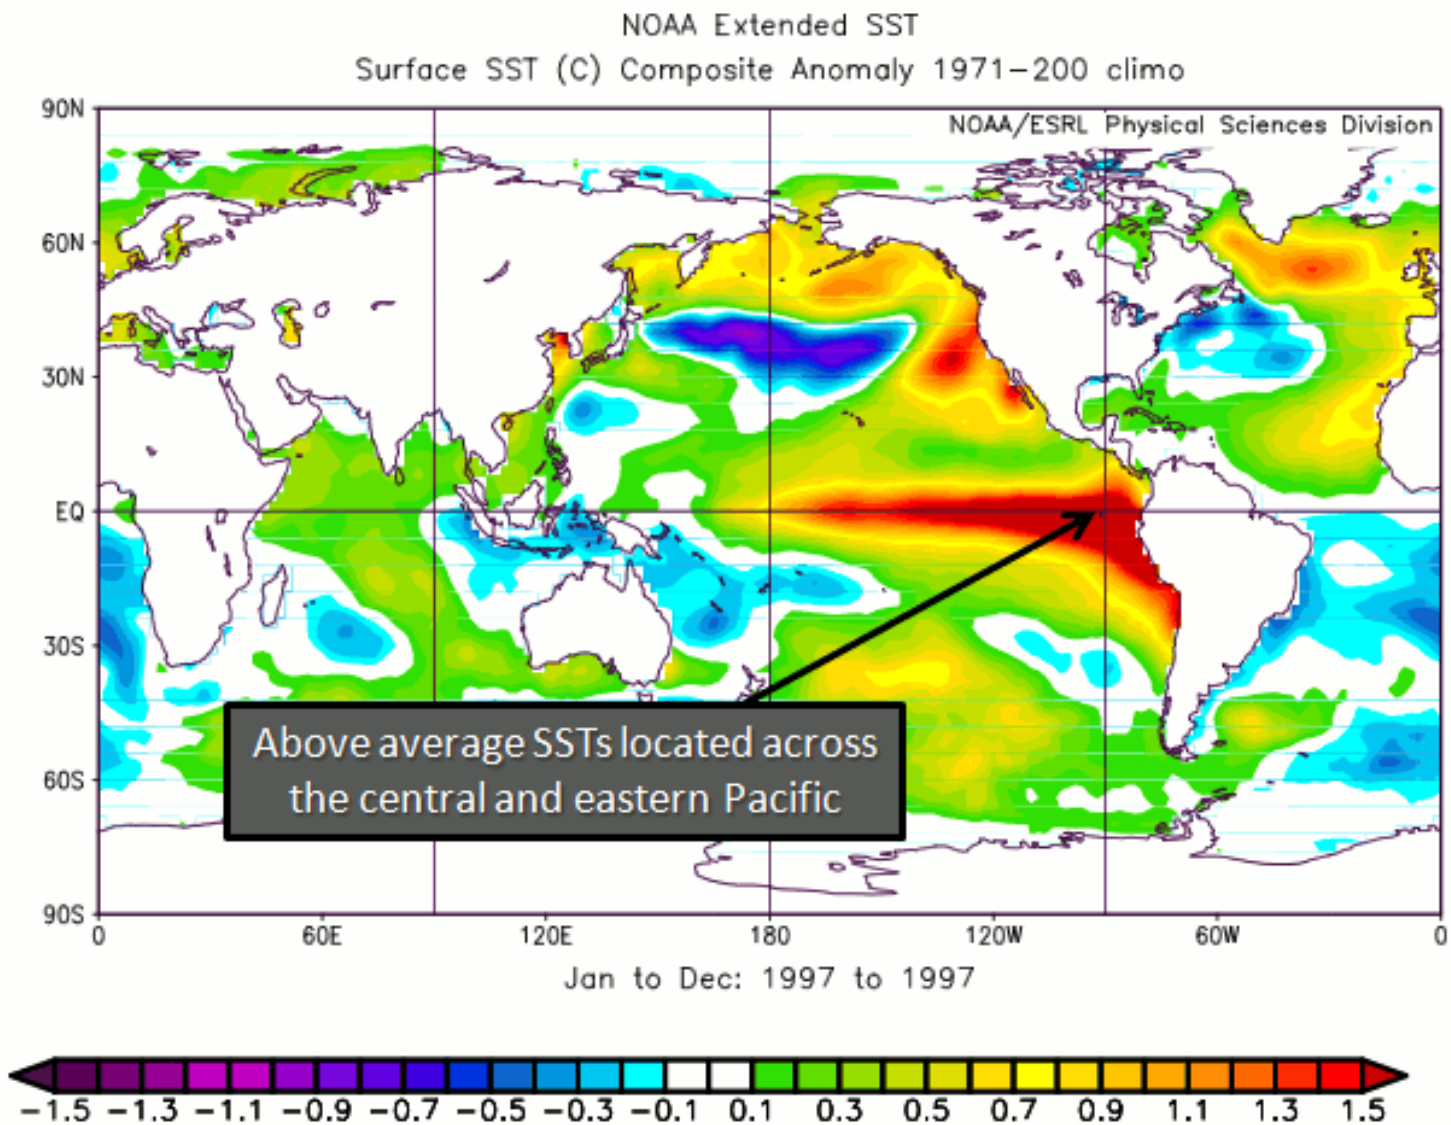 NOAA Extended SST
Surface SST (C) Composite Anomaly 1971-200 climo
NOAA/ESRL Physical Sciences Division
90N
60N
30N
EQ
30S
60S
90S
Above average SSTs located across
the central and eastern Pacific
0 60E 120E 180 120W 60W 0
Jan to Dec: 1997 to 1997
-1.5 -1.3 -1.1 -0.9 -0.7 -0.5 -0.3 -0.1 0.1 0.3 0.5 0.7 0.9 1.1 1.3 1.5